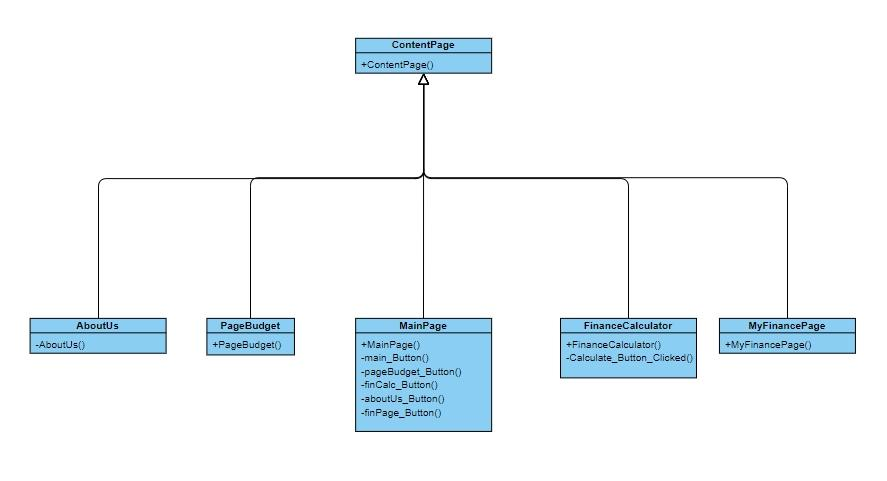 ContentPage
+ContentPage()
AboutUs
-AboutUs()
PageBudget
+PageBudget()
MainPage
+MainPage()
-main_Button()
-pageBudget_Button()
-finCalc_Button()
-aboutUs_Button()
-finPage_Button()
FinanceCalculator
+FinanceCalculator()
-Calculate_Button_Clicked()
MyFinancePage
+MyFinancePage()